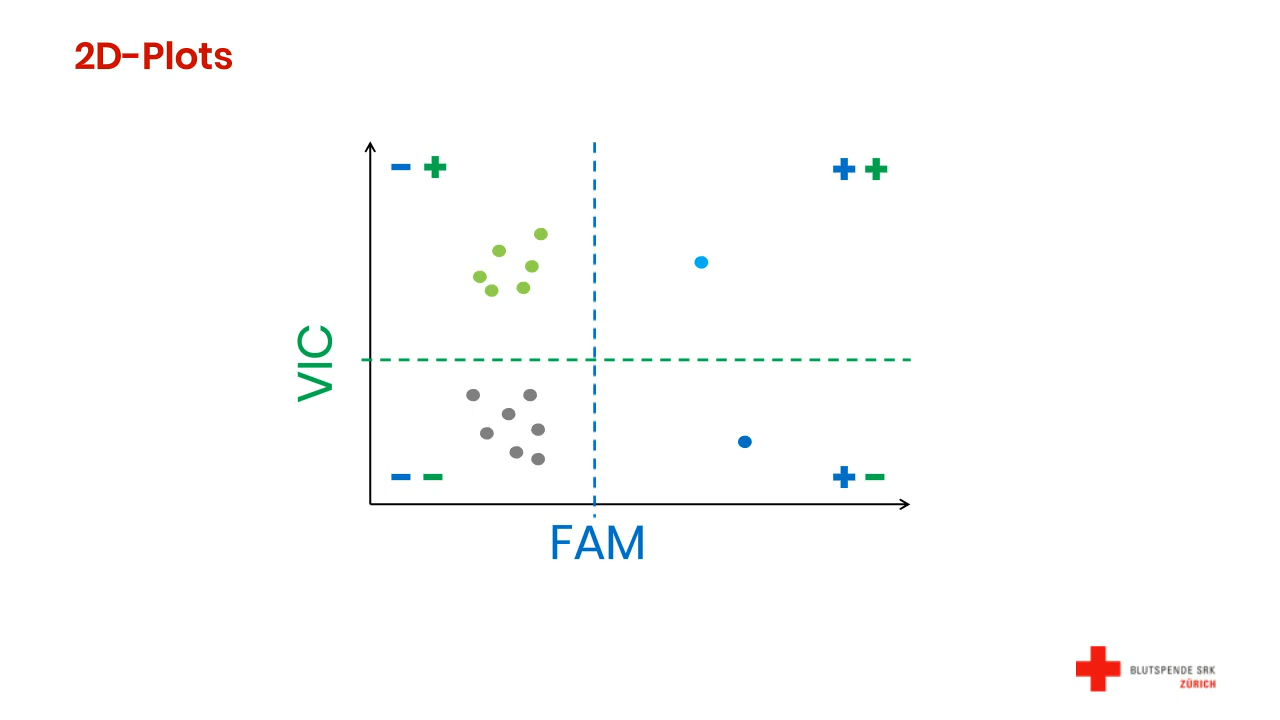 2D-Plots
− +
+ +
VIC
− −
+ −
FAM
BLUTSPENDE SRK
ZÜRICH